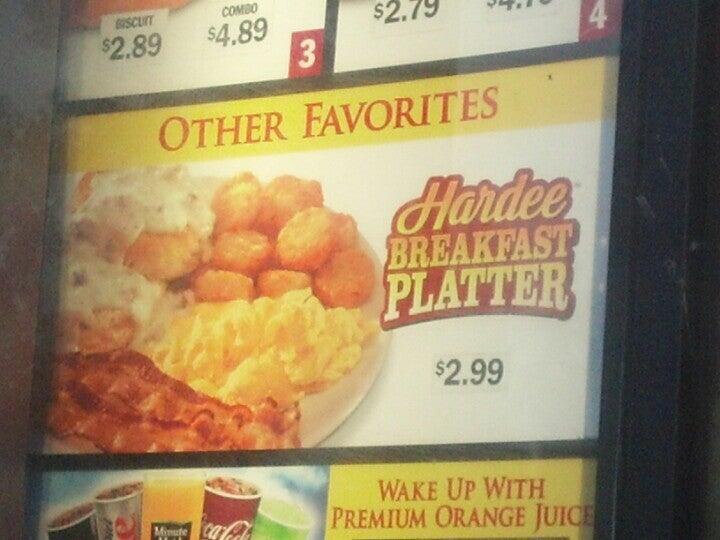 BISCUIT
COMBO
$2.89
$4.89
3
$2.79
4
OTHER FAVORITES
Hardee
BREAKFAST
PLATTER
$2.99
WAKE UP WITH
PREMIUM ORANGE JUICE
Minute